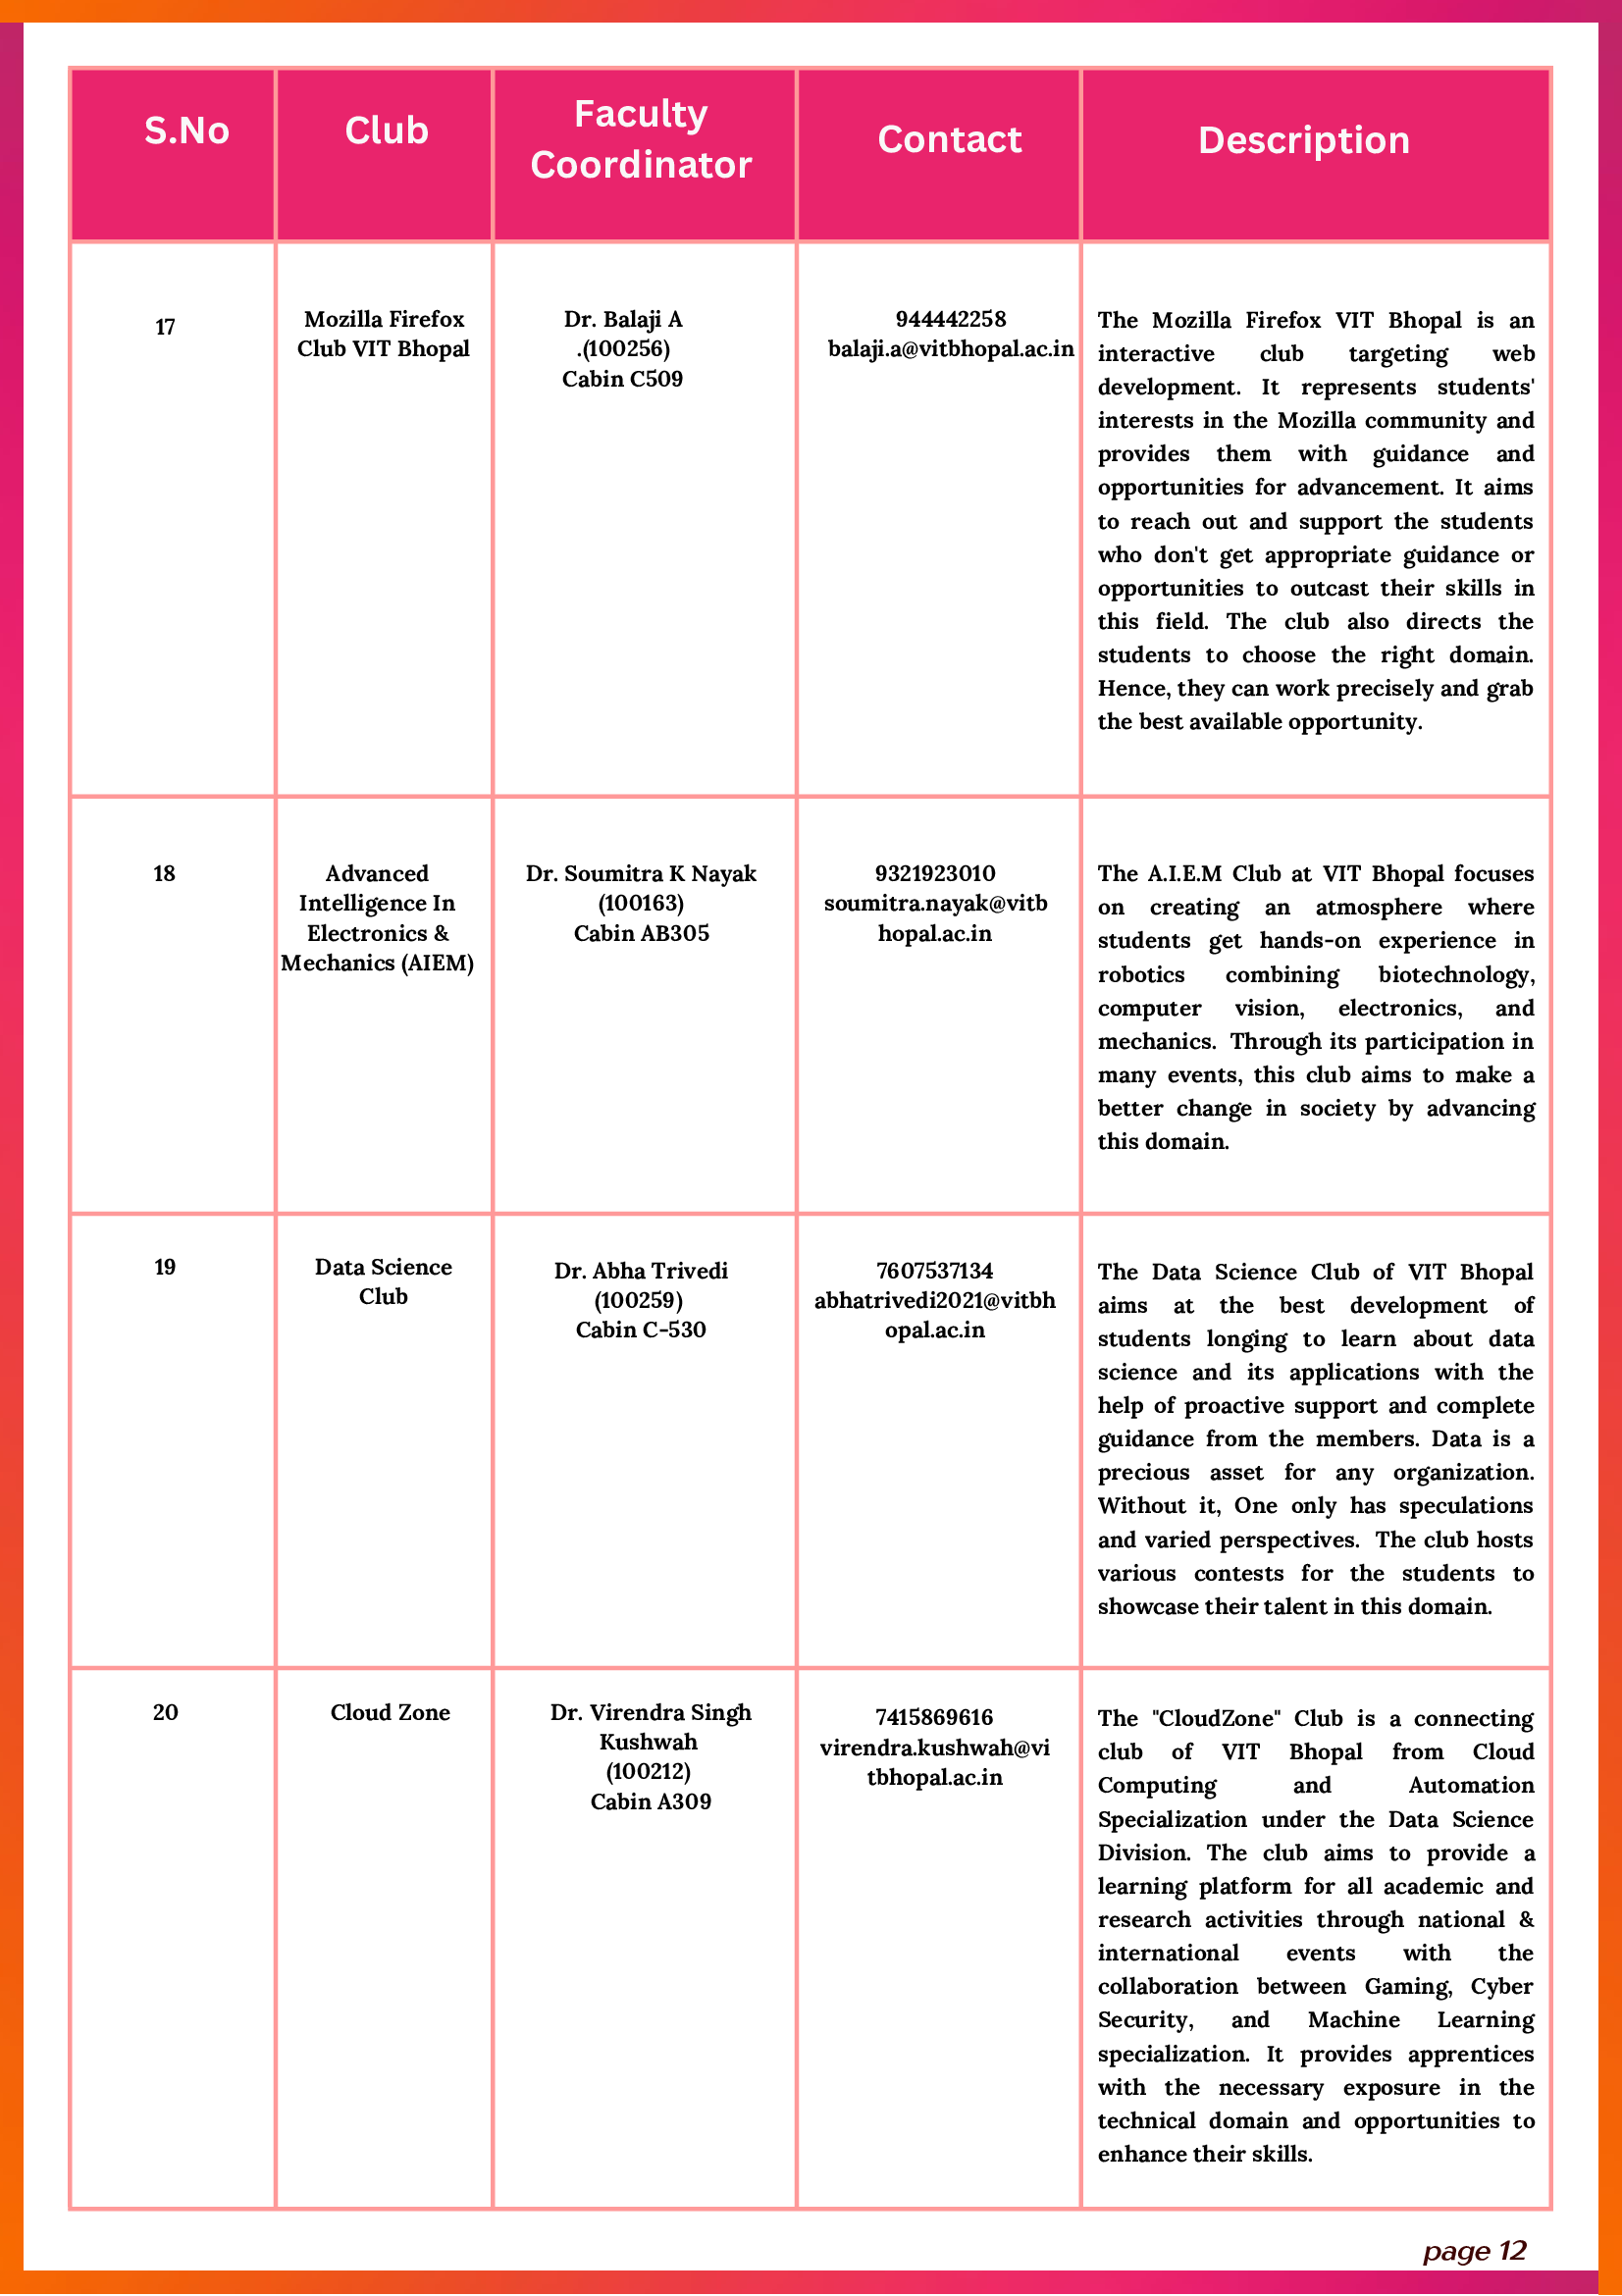 S.No
Club
Faculty
Coordinator
Contact
Description
17
Mozilla Firefox
Club VIT Bhopal
Dr. Balaji A
.(100256)
Cabin C509
944442258
balaji.a@vitbhopal.ac.in
The Mozilla Firefox VIT Bhopal is an
interactive club targeting web
development. It represents students'
interests in the Mozilla community and
provides them with guidance and
opportunities for advancement. It aims
to reach out and support the students
who don't get appropriate guidance or
opportunities to outcast their skills in
this field. The club also directs the
students to choose the right domain.
Hence, they can work precisely and grab
the best available opportunity.
18
Advanced
Intelligence In
Electronics &
Mechanics (AIEM)
Dr. Soumitra K Nayak
(100163)
Cabin AB305
9321923010
soumitra.nayak@vitb
hopal.ac.in
The A.I.E.M Club at VIT Bhopal focuses
on creating an atmosphere where
students get hands-on experience in
robotics combining biotechnology,
computer vision, electronics, and
mechanics. Through its participation in
many events, this club aims to make a
better change in society by advancing
this domain.
19
Data Science
Club
Dr. Abha Trivedi
(100259)
Cabin C-530
7607537134
abhatrivedi2021@vitbh
opal.ac.in
The Data Science Club of VIT Bhopal
aims at the best development of
students longing to learn about data
science and its applications with the
help of proactive support and complete
guidance from the members. Data is a
precious asset for any organization.
Without it, One only has speculations
and varied perspectives. The club hosts
various contests for the students to
showcase their talent in this domain.
20
Cloud Zone
Dr. Virendra Singh
Kushwah
(100212)
Cabin A309
7415869616
virendra.kushwah@vi
tbhopal.ac.in
The "CloudZone" Club is a connecting
club of VIT Bhopal from Cloud
Computing and Automation
Specialization under the Data Science
Division. The club aims to provide a
learning platform for all academic and
research activities through national &
international events with the
collaboration between Gaming, Cyber
Security, and Machine Learning
specialization. It provides apprentices
with the necessary exposure in the
technical domain and opportunities to
enhance their skills.
page 12